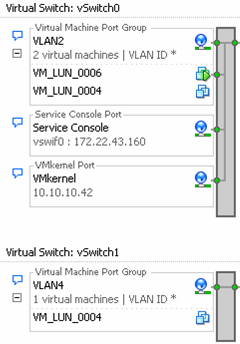 Virtual Switch: vSwitch0
Virtual Machine Port Group
VLAN2
2 virtual machines | VLAN ID *
VM_LUN_0006
VM_LUN_0004
Service Console Port
Service Console
vswif0 : 172.22.43.160
VMkernel Port
VMkernel
10.10.10.42
Virtual Switch: vSwitch1
Virtual Machine Port Group
VLAN4
1 virtual machines | VLAN ID *
VM_LUN_0004